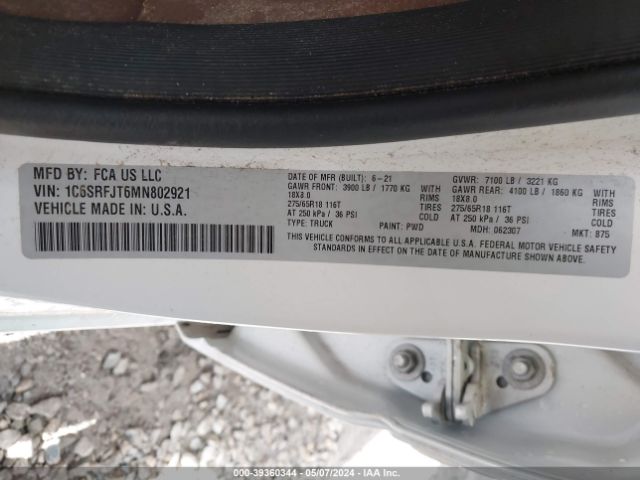 MFD BY: FCA US LLC
VIN: 1C6SRFJT6MN802921
VEHICLE MADE IN: U.S.A.
DATE OF MFR (BUILT): 6-21 GVWR: 7100 LB / 3221 KG
GAWR FRONT: 3900 LB / 1770 KG WITH GAWR REAR: 4100 LB / 1860 KG WITH
18X8.0 RIMS 18X8.0 RIMS
275/65R18 116T TIRES 275/65R18 116T TIRES
AT 250 kPa / 36 PSI COLD AT 250 kPa / 36 PSI COLD
TYPE: TRUCK PAINT: PWD MDH: 062307 MKT: 875
THIS VEHICLE CONFORMS TO ALL APPLICABLE U.S.A. FEDERAL MOTOR VEHICLE SAFETY
STANDARDS IN EFFECT ON THE DATE OF MANUFACTURE SHOWN ABOVE.
© 39360344 - 05/07/2024 - IAA Inc.